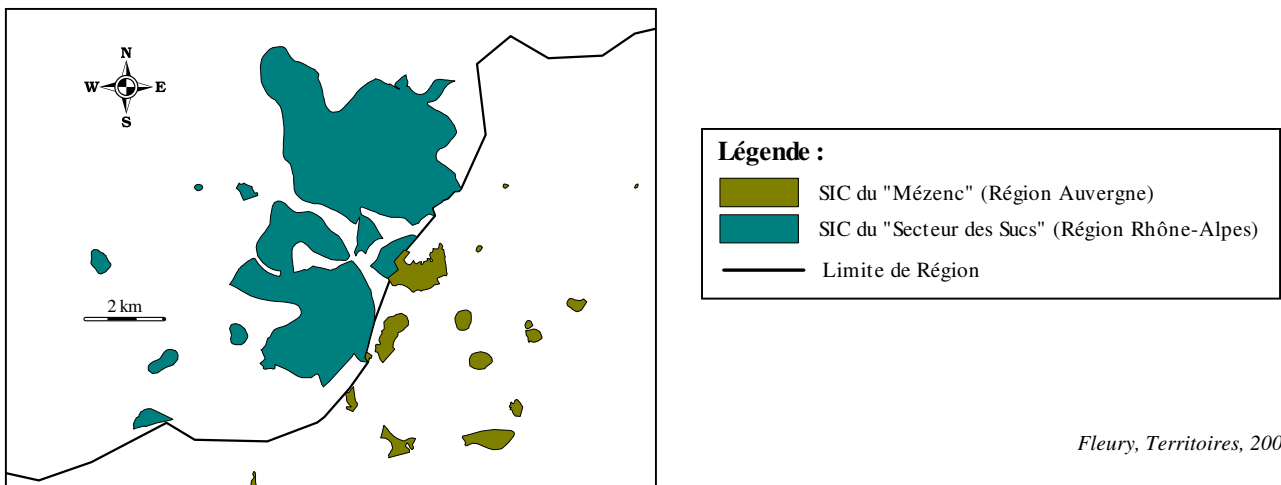 N
W E
S
2 km
Légende :
SIC du "Mézenc" (Région Auvergne)
SIC du "Secteur des Sucs" (Région Rhône-Alpes)
Limite de Région
Fleury, Territoires, 200